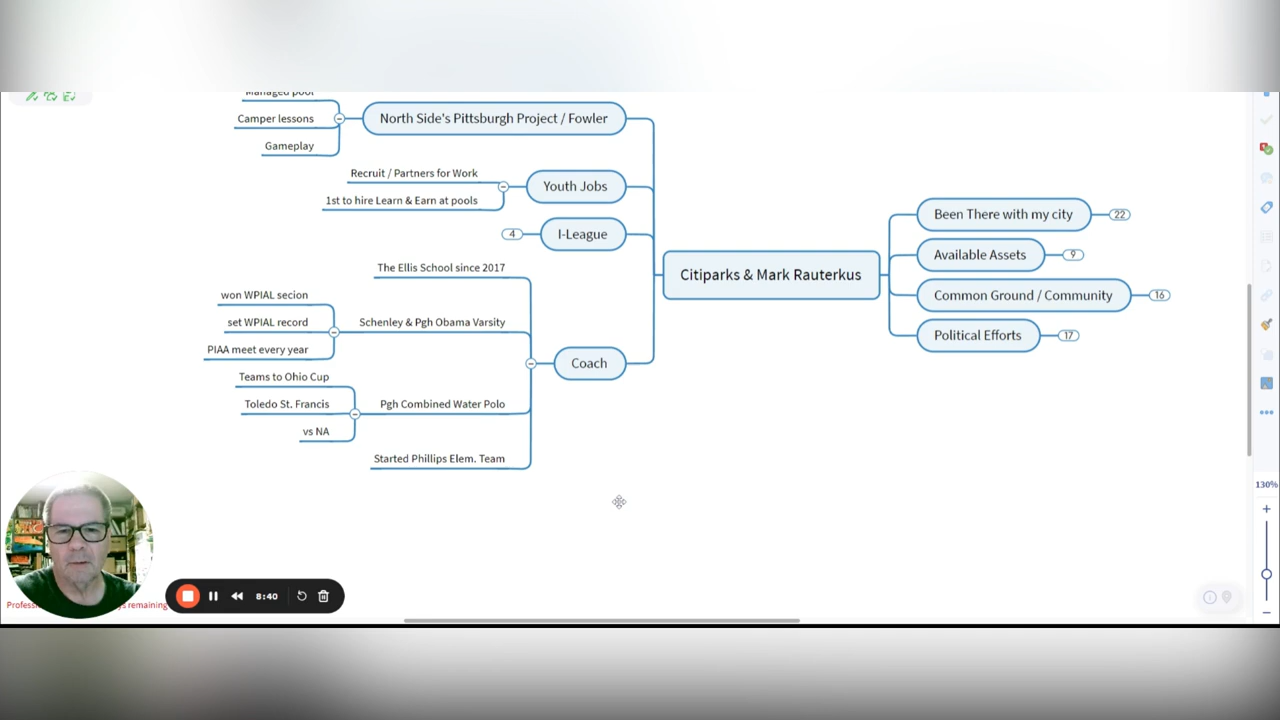 Managed pool
Camper lessons
Gameplay
North Side's Pittsburgh Project / Fowler
Recruit / Partners for Work
1st to hire Learn & Earn at pools
Youth Jobs
4
I-League
The Ellis School since 2017
won WPIAL secion
set WPIAL record
PIAA meet every year
Schenley & Pgh Obama Varsity
Teams to Ohio Cup
Toledo St. Francis
vs NA
Pgh Combined Water Polo
Started Phillips Elem. Team
Coach
Citiparks & Mark Rauterkus
Been There with my city
22
Available Assets
9
Common Ground / Community
16
Political Efforts
17
130%
8:40
remaining